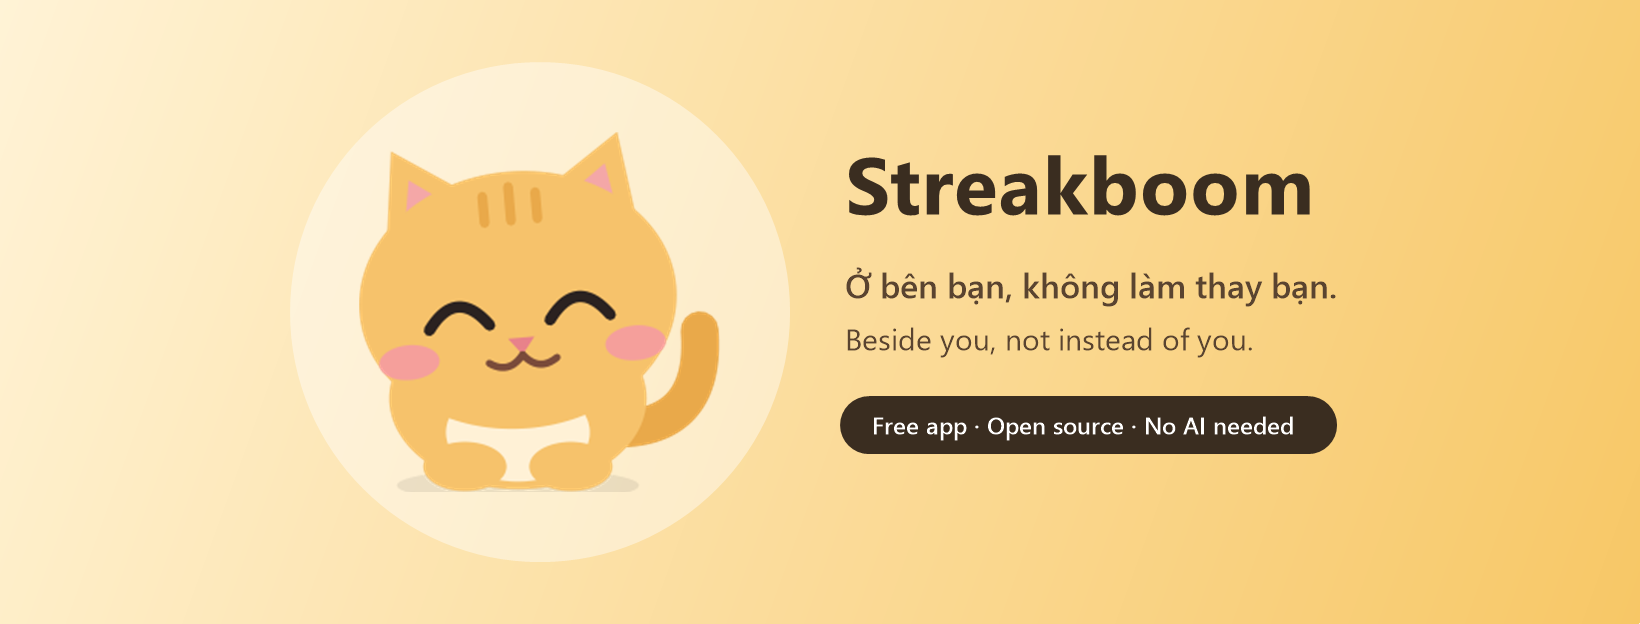 Streakboom
Ở bên bạn, không làm thay bạn.
Beside you, not instead of you.
Free app · Open source · No AI needed